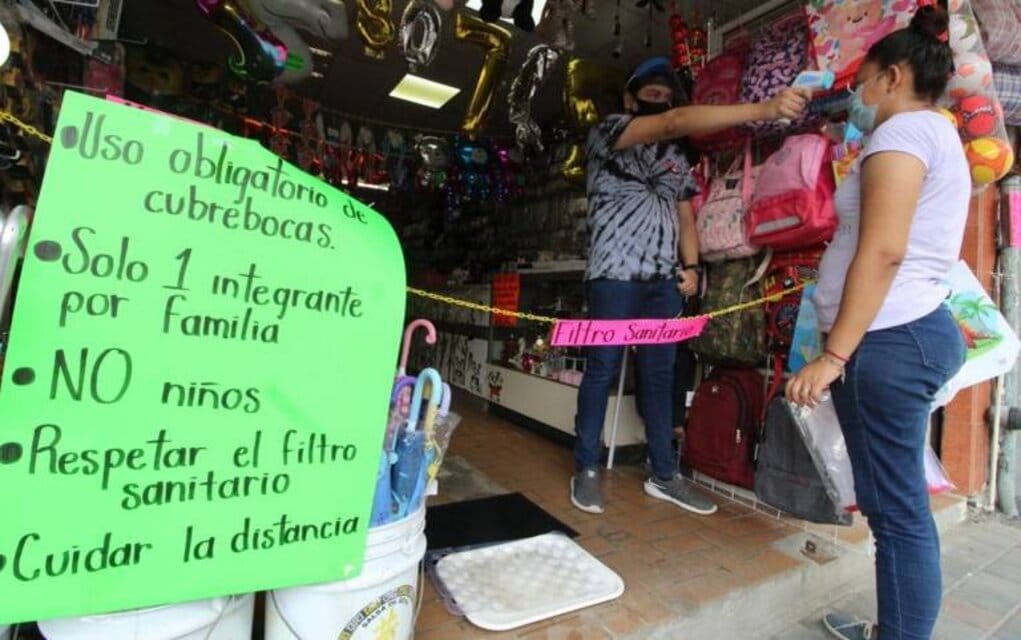 •Uso obligatorio de
cubrebocas.
•Solo 1 integrante
por familia
•NO niños
•Respetar el filtro
sanitario
•Cuidar la distancia
Filtro Sanitario